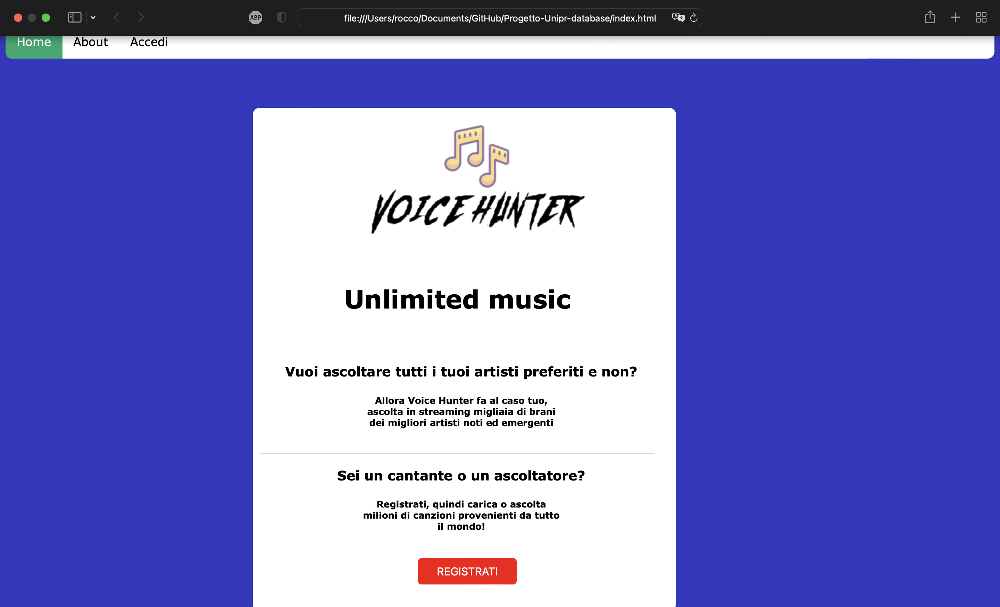 ABP
file:///Users/rocco/Documents/GitHub/Progetto-Unipr-database/index.html
Home About Accedi
VOICE HUNTER
Unlimited music
Vuoi ascoltare tutti i tuoi artisti preferiti e non?
Allora Voice Hunter fa al caso tuo,
ascolta in streaming migliaia di brani
dei migliori artisti noti ed emergenti
Sei un cantante o un ascoltatore?
Registrati, quindi carica o ascolta
milioni di canzoni provenienti da tutto
il mondo!
REGISTRATI